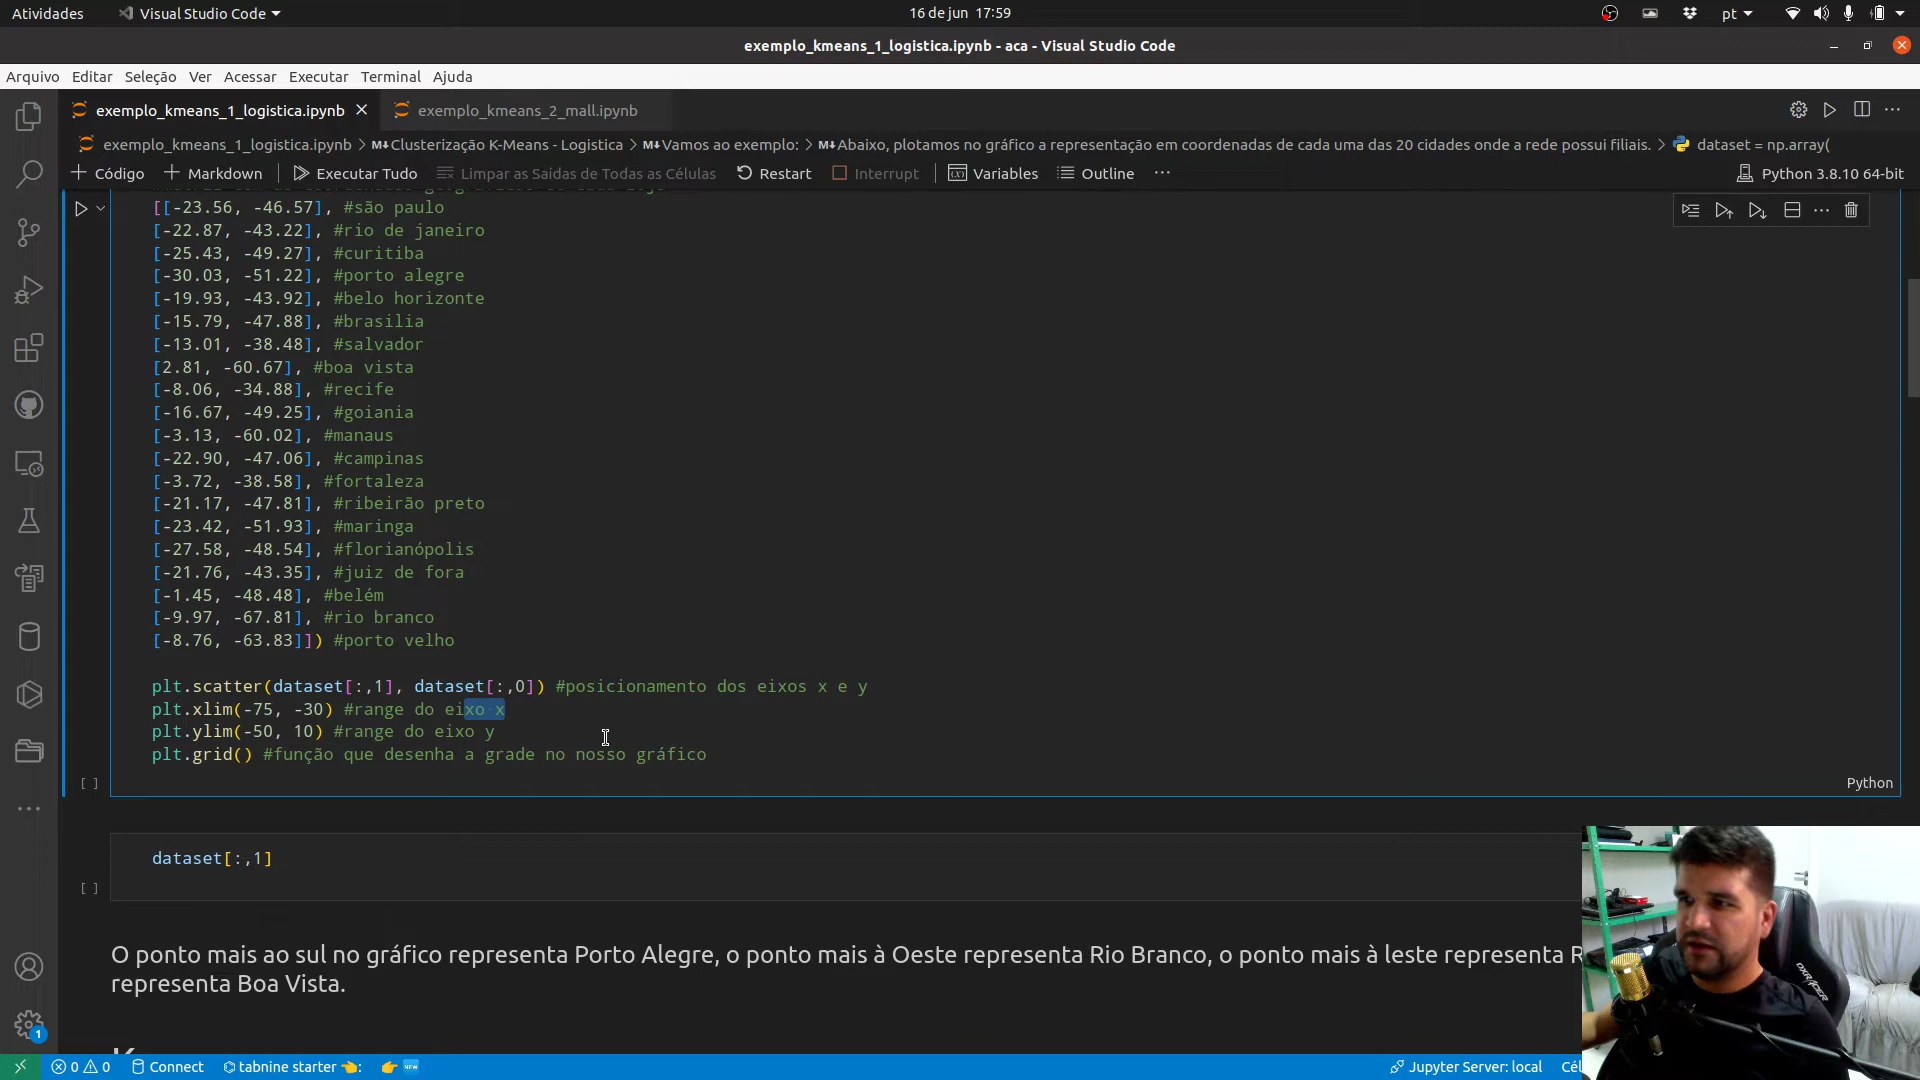 Atividades
Visual Studio Code
16 de jun 17:59
pt
exemplo_kmeans_1_logistica.ipynb - aca - Visual Studio Code
Arquivo Editar Seleção Ver Acessar Executar Terminal Ajuda
exemplo_kmeans_1_logistica.ipynb
exemplo_kmeans_2_mall.ipynb
exemplo_kmeans_1_logistica.ipynb > M↓Clusterização K-Means - Logistica > M↓Vamos ao exemplo: > M↓Abaixo, plotamos no gráfico a representação em coordenadas de cada uma das 20 cidades onde a rede possui filiais. > dataset = np.array(
+ Código + Markdown Executar Tudo Limpar as Saídas de Todas as Células Restart Interrupt Variables Outline ... Python 3.8.10 64-bit
[[-23.56, -46.57], #são paulo
[-22.87, -43.22], #rio de janeiro
[-25.43, -49.27], #curitiba
[-30.03, -51.22], #porto alegre
[-19.93, -43.92], #belo horizonte
[-15.79, -47.88], #brasilia
[-13.01, -38.48], #salvador
[2.81, -60.67], #boa vista
[-8.06, -34.88], #recife
[-16.67, -49.25], #goiania
[-3.13, -60.02], #manaus
[-22.90, -47.06], #campinas
[-3.72, -38.58], #fortaleza
[-21.17, -47.81], #ribeirão preto
[-23.42, -51.93], #maringa
[-27.58, -48.54], #florianópolis
[-21.76, -43.35], #juiz de fora
[-1.45, -48.48], #belém
[-9.97, -67.81], #rio branco
[-8.76, -63.83]]) #porto velho
plt.scatter(dataset[:,1], dataset[:,0]) #posicionamento dos eixos x e y
plt.xlim(-75, -30) #range do eixo x
plt.ylim(-50, 10) #range do eixo y
plt.grid() #função que desenha a grade no nosso gráfico
[ ]
Python
dataset[:,1]
[ ]
O ponto mais ao sul no gráfico representa Porto Alegre, o ponto mais à Oeste representa Rio Branco, o ponto mais à leste representa
representa Boa Vista.
DXRACER
1
0 0 Connect tabnine starter NEW Jupyter Server: local